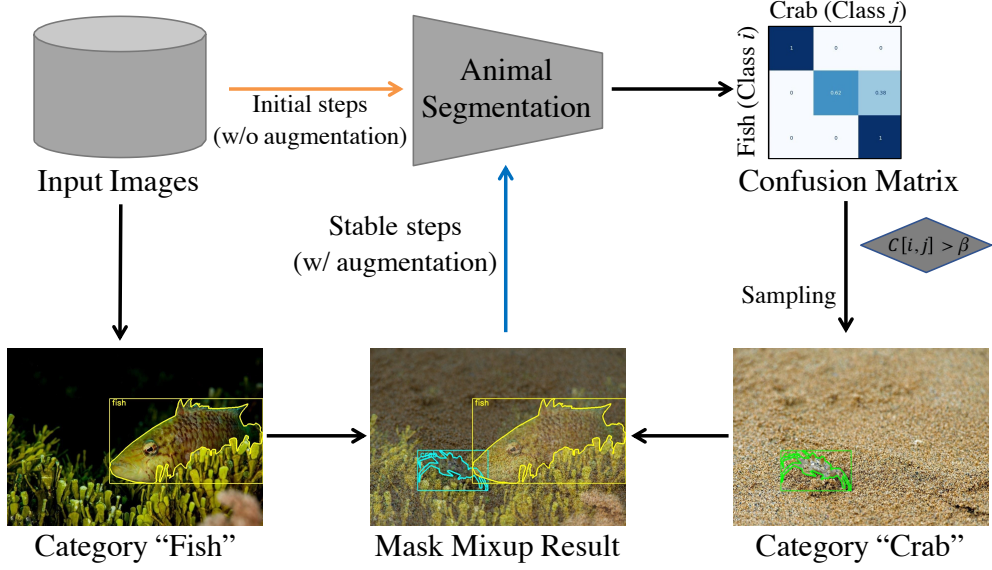 Crab (Class j)
Fish (Class i)
1 0 0
0 0.62 0.38
0 0 1
Animal
Segmentation
Initial steps
(w/o augmentation)
Input Images
Confusion Matrix
Stable steps
(w/ augmentation)
C[i, j] > β
Sampling
fish
fish
Category “Fish”
Mask Mixup Result
Category “Crab”